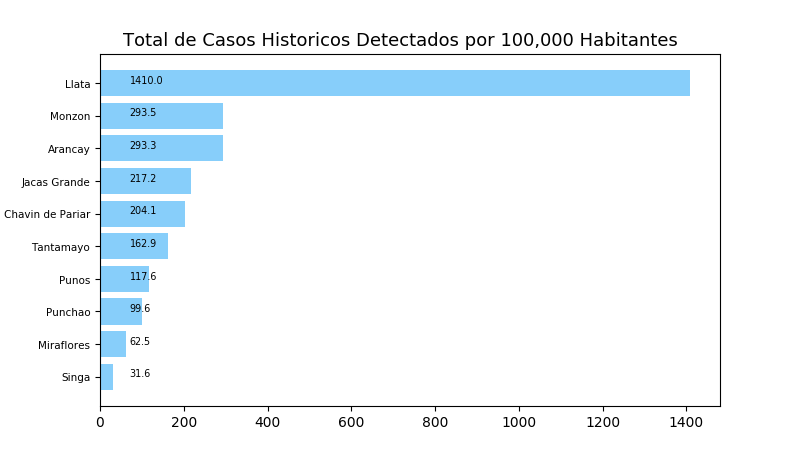 Total de Casos Historicos Detectados por 100,000 Habitantes
Llata 1410.0
Monzon 293.5
Arancay 293.3
Jacas Grande 217.2
Chavin de Pariar 204.1
Tantamayo 162.9
Punos 117.6
Punchao 99.6
Miraflores 62.5
Singa 31.6
0 200 400 600 800 1000 1200 1400